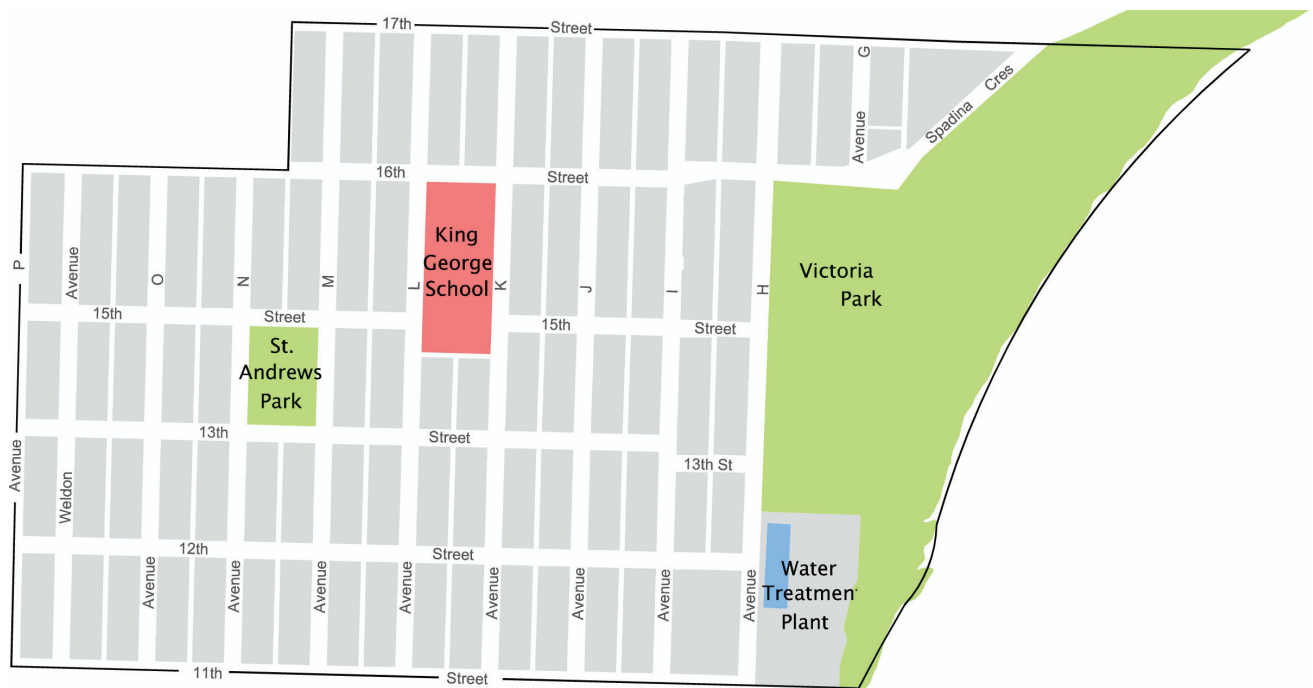 17th Street
G
Spadina Cres
Avenue
16th Street
King
George
School
P
Avenue
O
N
M
L
K
J
I
H
Victoria
Park
15th Street
15th Street
St.
Andrews
Park
13th Street
13th St
Avenue
Weldon
12th Street
Avenue
Avenue
Avenue
Avenue
Avenue
Avenue
Avenue
Avenue
Water
Treatment
Plant
11th Street